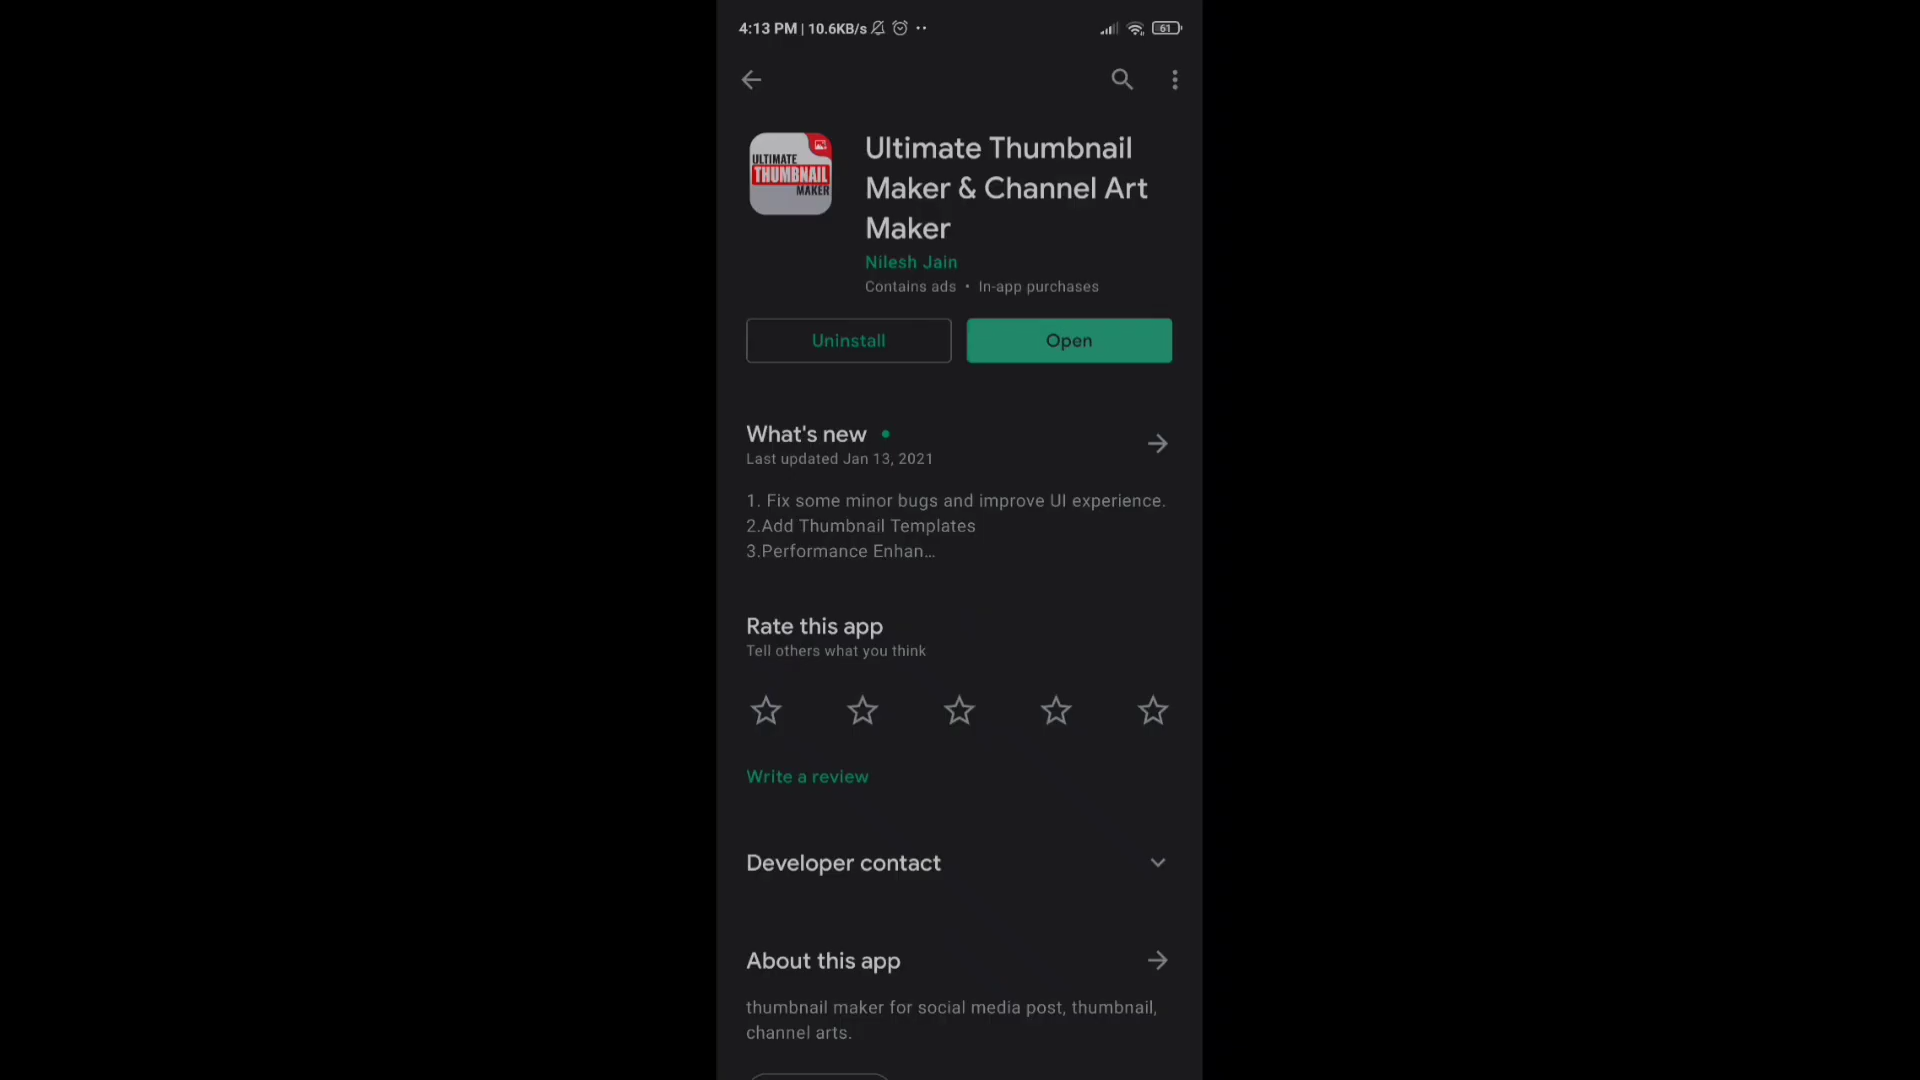 4:13 PM | 10.6KB/s
61
ULTIMATE
THUMBNAIL
MAKER
Ultimate Thumbnail
Maker & Channel Art
Maker
Nilesh Jain
Contains ads • In-app purchases
Uninstall
Open
What's new
Last updated Jan 13, 2021
1. Fix some minor bugs and improve UI experience.
2.Add Thumbnail Templates
3.Performance Enhan...
Rate this app
Tell others what you think
Write a review
Developer contact
About this app
thumbnail maker for social media post, thumbnail,
channel arts.